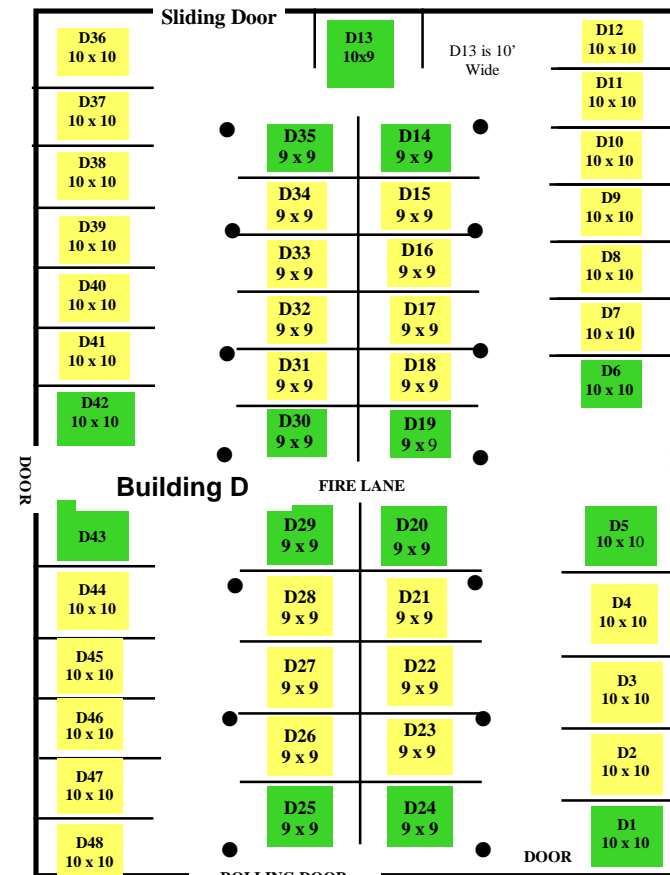 Sliding Door
D36
10 x 10
D37
10 x 10
D38
10 x 10
D39
10 x 10
D40
10 x 10
D41
10 x 10
D42
10 x 10
D13
10x9
D13 is 10’
Wide
D12
10 x 10
D11
10 x 10
D10
10 x 10
D9
10 x 10
D8
10 x 10
D7
10 x 10
D6
10 x 10
D35
9 x 9
D14
9 x 9
D34
9 x 9
D15
9 x 9
D33
9 x 9
D16
9 x 9
D32
9 x 9
D17
9 x 9
D31
9 x 9
D18
9 x 9
D30
9 x 9
D19
9 x 9
DOOR
Building D
FIRE LANE
D43
D44
10 x 10
D45
10 x 10
D46
10 x 10
D47
10 x 10
D48
10 x 10
D29
9 x 9
D20
9 x 9
D28
9 x 9
D21
9 x 9
D27
9 x 9
D22
9 x 9
D26
9 x 9
D23
9 x 9
D25
9 x 9
D24
9 x 9
D5
10 x 10
D4
10 x 10
D3
10 x 10
D2
10 x 10
D1
10 x 10
DOOR
ROLLING DOOR